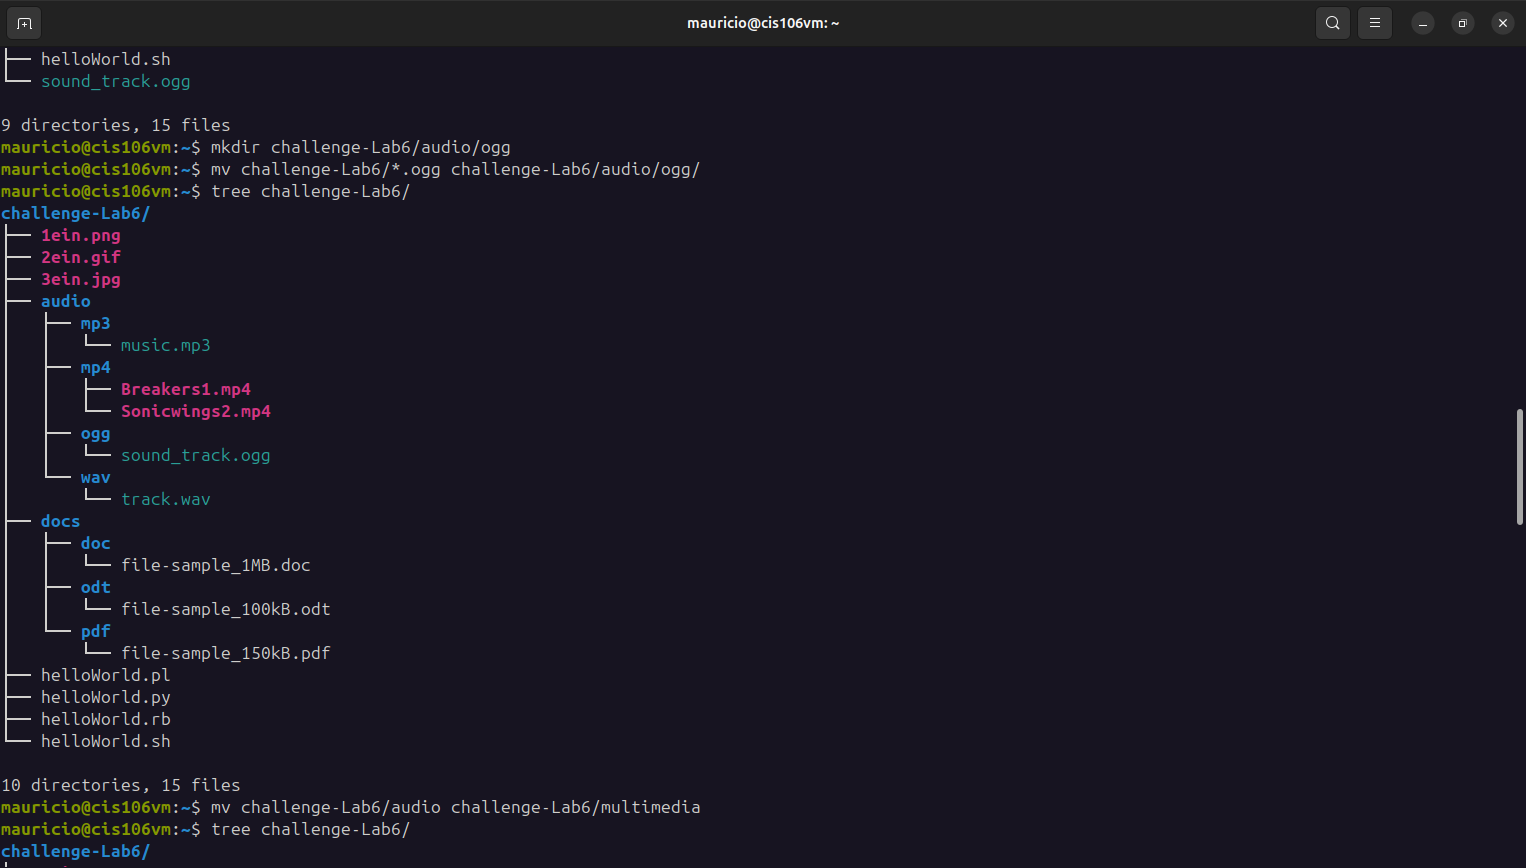 mauricio@cis106vm: ~
├── helloWorld.sh
└── sound_track.ogg
9 directories, 15 files
mauricio@cis106vm:~$ mkdir challenge-Lab6/audio/ogg
mauricio@cis106vm:~$ mv challenge-Lab6/*.ogg challenge-Lab6/audio/ogg/
mauricio@cis106vm:~$ tree challenge-Lab6/
challenge-Lab6/
├── 1ein.png
├── 2ein.gif
├── 3ein.jpg
├── audio
│   ├── mp3
│   │   └── music.mp3
│   ├── mp4
│   │   ├── Breakers1.mp4
│   │   └── Sonicwings2.mp4
│   ├── ogg
│   │   └── sound_track.ogg
│   └── wav
│       └── track.wav
├── docs
│   ├── doc
│   │   └── file-sample_1MB.doc
│   ├── odt
│   │   └── file-sample_100kB.odt
│   └── pdf
│       └── file-sample_150kB.pdf
├── helloWorld.pl
├── helloWorld.py
├── helloWorld.rb
└── helloWorld.sh
10 directories, 15 files
mauricio@cis106vm:~$ mv challenge-Lab6/audio challenge-Lab6/multimedia
mauricio@cis106vm:~$ tree challenge-Lab6/
challenge-Lab6/